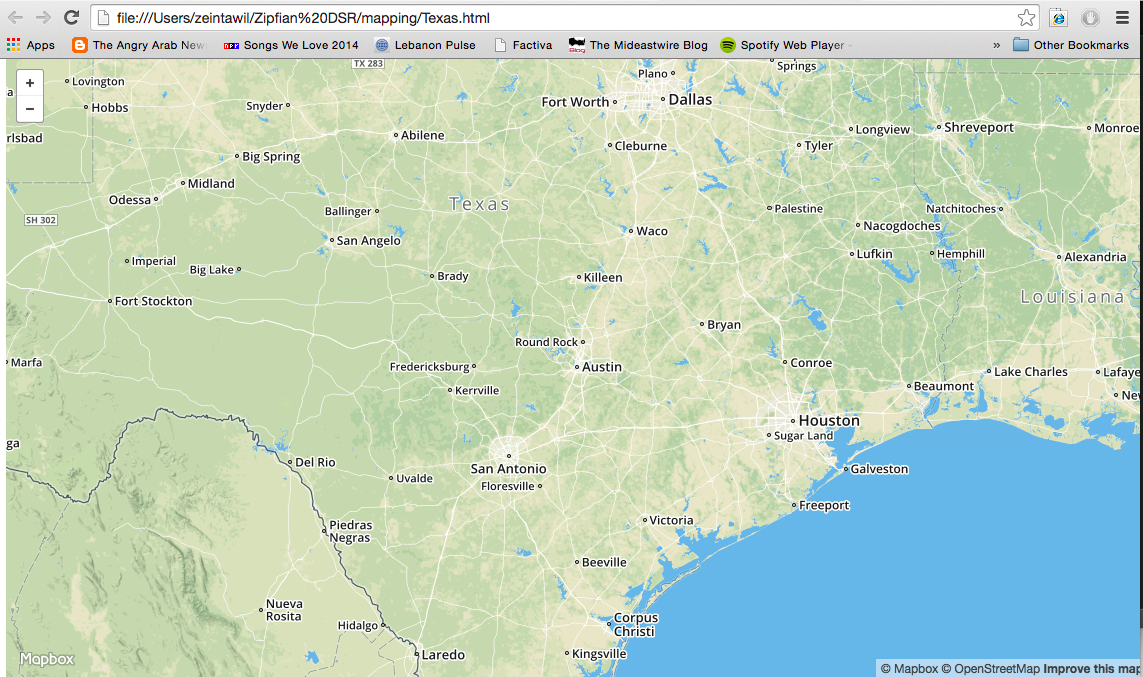 file:///Users/zeintawil/Zipfian%20DSR/mapping/Texas.html
Apps The Angry Arab New Songs We Love 2014 Lebanon Pulse Factiva Blog The Mideastwire Blog Spotify Web Player - » Other Bookmarks
TX 283
+
−
Lovington
Plano
Springs
a
Hobbs
Snyder
Fort Worth
Dallas
rlsbad
Abilene
Cleburne
Longview
Shreveport
Monroe
Tyler
Big Spring
Midland
Odessa
Texas
Ballinger
Palestine
Natchitoches
SH 302
San Angelo
Waco
Nacogdoches
Imperial
Big Lake
Brady
Killeen
Lufkin
Hemphill
Alexandria
Fort Stockton
Louisiana
Bryan
Round Rock
Marfa
Fredericksburg
Austin
Conroe
Lake Charles
Lafaye
Kerrville
Beaumont
Nev
Houston
Sugar Land
ga
Del Rio
San Antonio
Galveston
Uvalde
Floresville
Freeport
Piedras
Negras
Victoria
Beeville
Nueva
Rosita
Hidalgo
Corpus
Christi
Laredo
Kingsville
Mapbox
© Mapbox © OpenStreetMap Improve this map